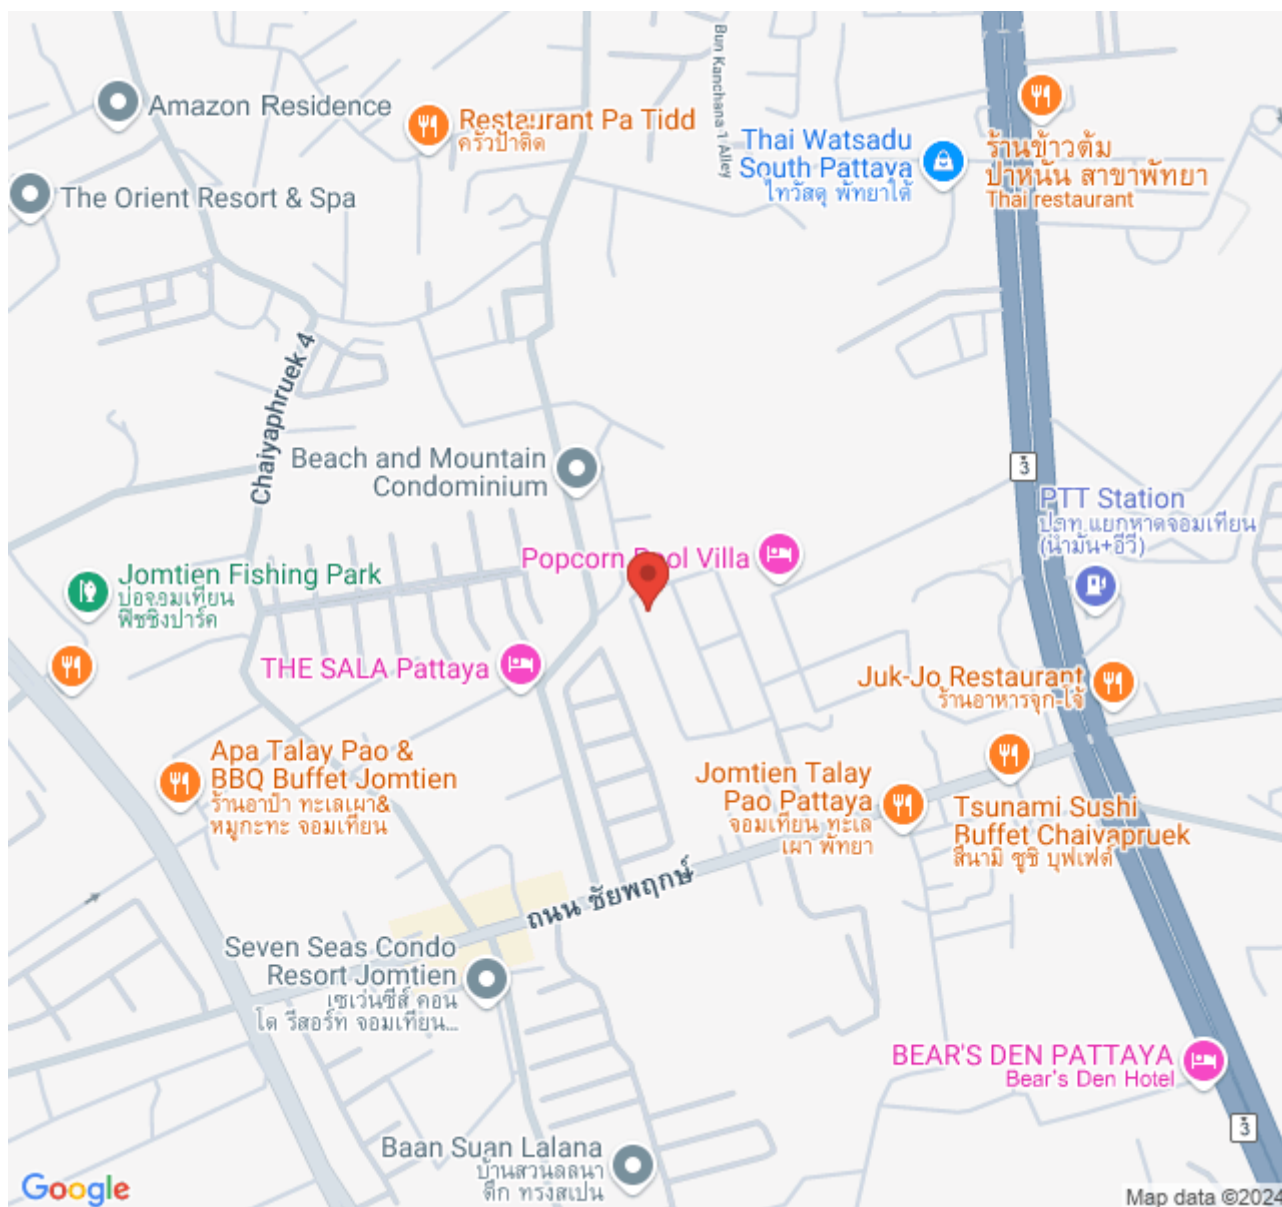 Bun Kanchana 1 Alley
Amazon Residence
Restaurant Pa Tidd
ครัวป้าติ๊ด
Thai Watsadu
South Pattaya
ไทวัสดุ พัทยาใต้
ร้านข้าวต้ม
ป่าหนัน สาขาพัทยา
Thai restaurant
The Orient Resort & Spa
Chaiyaphruek 4
Beach and Mountain
Condominium
3
PTT Station
ปตท.แยกหาดจอมเทียน
(น้ำมัน+อีวี)
Popcorn Pool Villa
Jomtien Fishing Park
บ่อจอมเทียน
ฟิชชิ่งปาร์ค
THE SALA Pattaya
Juk-Jo Restaurant
ร้านอาหารจุก-โจ้
Apa Talay Pao &
BBQ Buffet Jomtien
ร้านอาป๋า ทะเลเผา&
หมูกะทะ จอมเทียน
Jomtien Talay
Pao Pattaya
จอมเทียน ทะเล
เผา พัทยา
Tsunami Sushi
Buffet Chaiyapruek
สึนามิ ซูชิ บุฟเฟ่ต์
ถนน ชัยพฤกษ์
Seven Seas Condo
Resort Jomtien
เซเว่นซีส์ คอน
โด รีสอร์ท จอมเทียน...
BEAR'S DEN PATTAYA
Bear's Den Hotel
3
Baan Suan Lalana
บ้านสวนลลนา
ตึก ทรงสเปน
Google
Map data ©2024